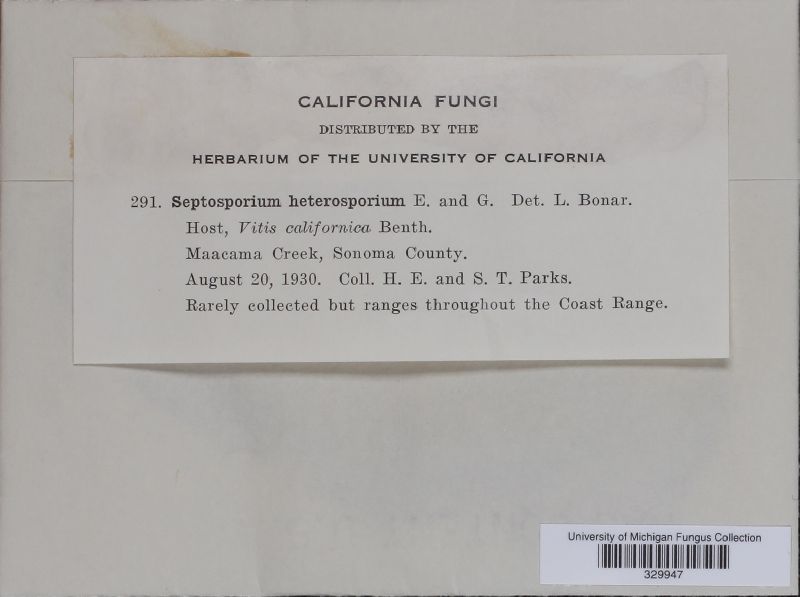 CALIFORNIA FUNGI
DISTRIBUTED BY THE
HERBARIUM OF THE UNIVERSITY OF CALIFORNIA
291. Septosporium heterosporium E. and G. Det. L. Bonar.
Host, Vitis californica Benth.
Maacama Creek, Sonoma County.
August 20, 1930. Coll. H. E. and S. T. Parks.
Rarely collected but ranges throughout the Coast Range.
University of Michigan Fungus Collection
329947